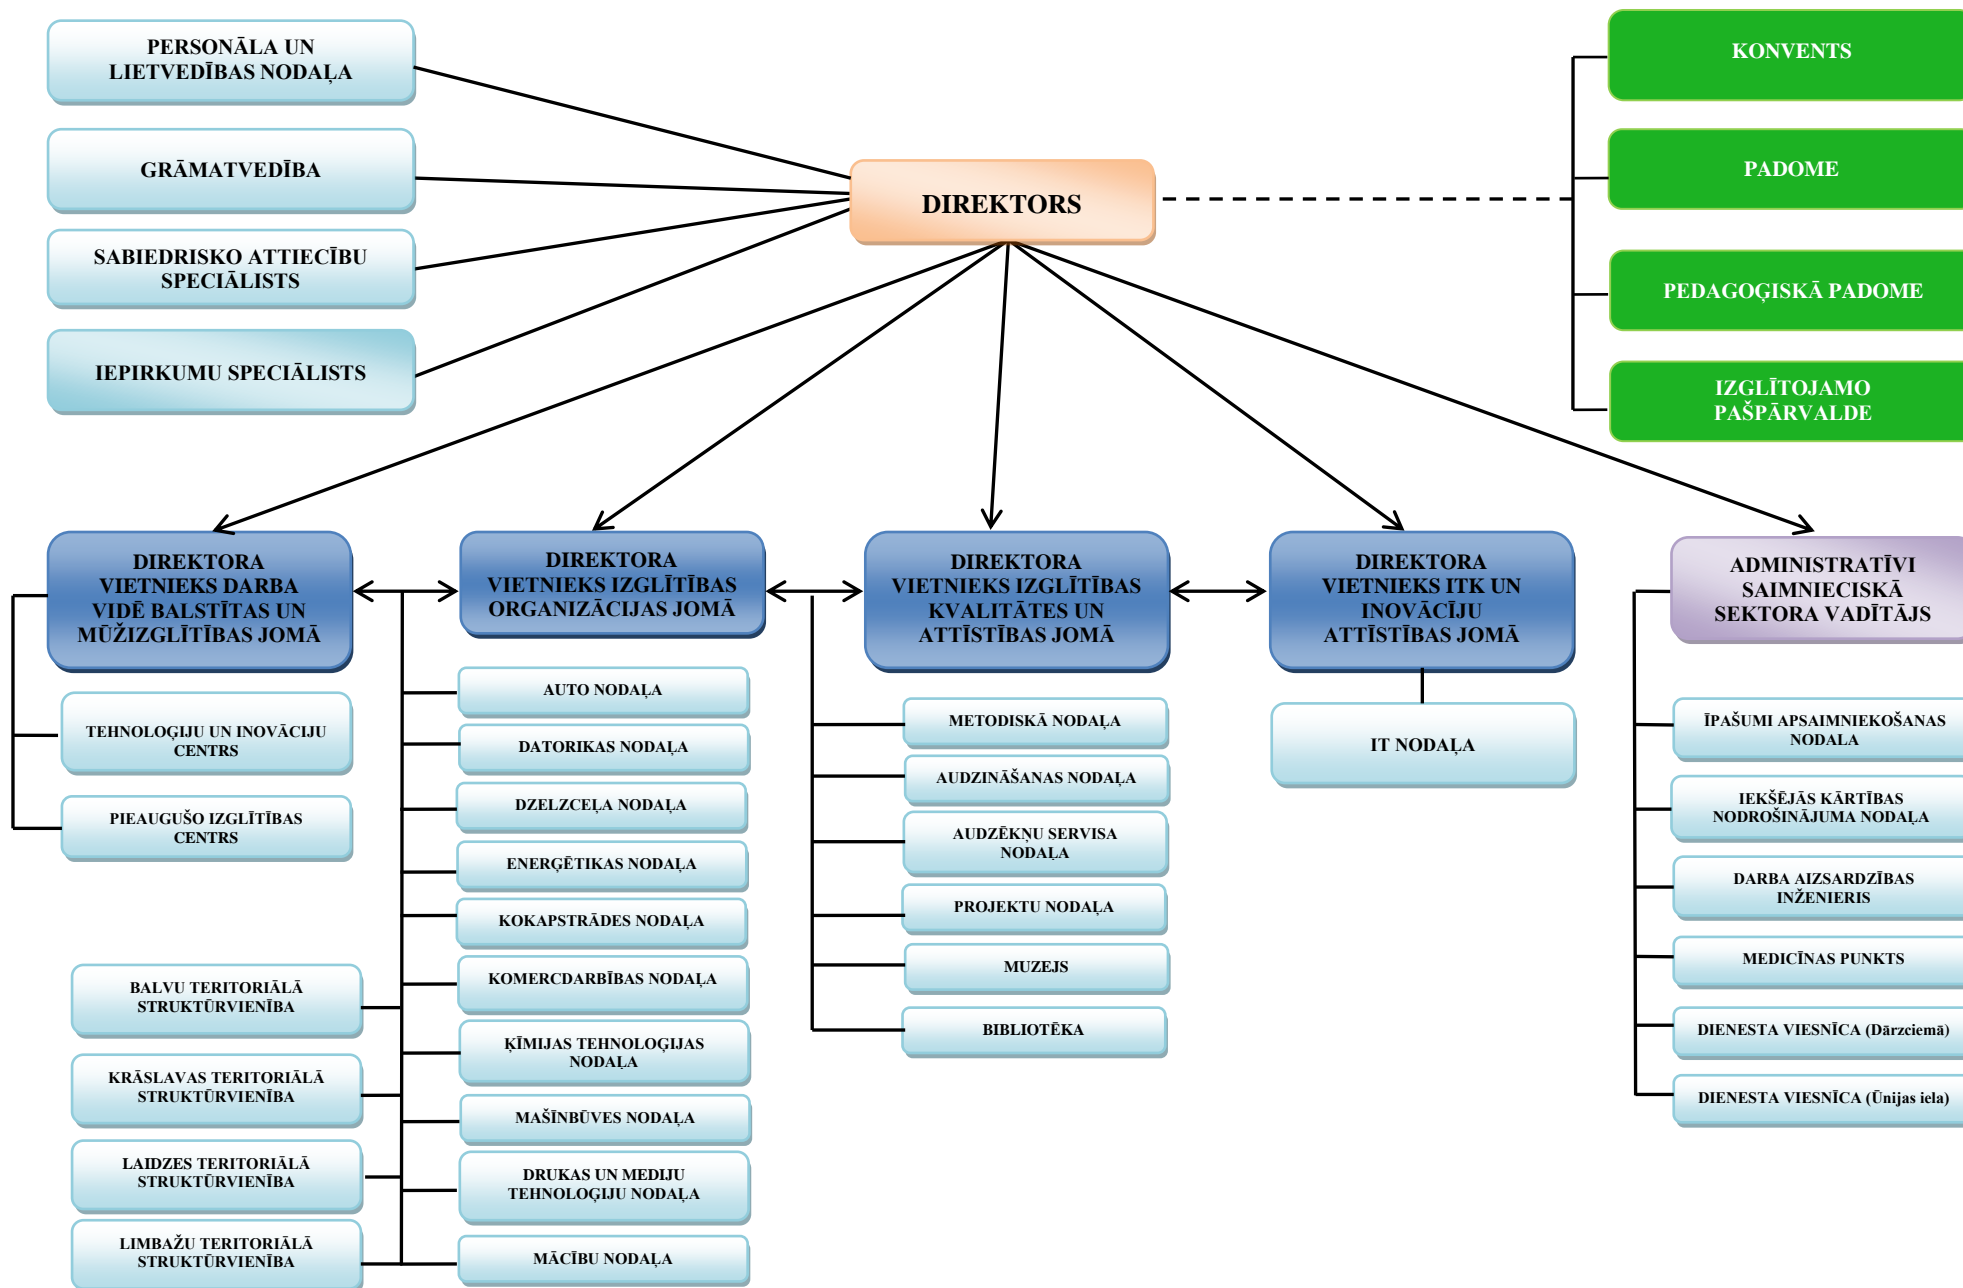 PERSONĀLA UN
LIETVEDĪBAS NODAĻA
GRĀMATVEDĪBA
SABIEDRISKO ATTIECĪBU
SPECIĀLISTS
IEPIRKUMU SPECIĀLISTS
DIREKTORS
KONVENTS
PADOME
PEDAGOĢISKĀ PADOME
IZGLĪTOJAMO
PAŠPĀRVALDE
DIREKTORA
VIETNIEKS DARBA
VIDĒ BALSTĪTAS UN
MŪŽIZGLĪTĪBAS JOMĀ
TEHNOLOĢIJU UN INOVĀCIJU
CENTRS
PIEAUGUŠO IZGLĪTĪBAS
CENTRS
BALVU TERITORIĀLĀ
STRUKTŪRVIENĪBA
KRĀSLAVAS TERITORIĀLĀ
STRUKTŪRVIENĪBA
LAIDZES TERITORIĀLĀ
STRUKTŪRVIENĪBA
LIMBAŽU TERITORIĀLĀ
STRUKTŪRVIENĪBA
DIREKTORA
VIETNIEKS IZGLĪTĪBAS
ORGANIZĀCIJAS JOMĀ
AUTO NODAĻA
DATORIKAS NODAĻA
DZELZCEĻA NODAĻA
ENERĢĒTIKAS NODAĻA
KOKAPSTRĀDES NODAĻA
KOMERCDARBĪBAS NODAĻA
ĶĪMIJAS TEHNOLOĢIJAS
NODAĻA
MAŠĪNBŪVES NODAĻA
DRUKAS UN MEDIJU
TEHNOLOĢIJU NODAĻA
MĀCĪBU NODAĻA
DIREKTORA
VIETNIEKS IZGLĪTĪBAS
KVALITĀTES UN
ATTĪSTĪBAS JOMĀ
METODISKĀ NODAĻA
AUDZINĀŠANAS NODAĻA
AUDZĒKŅU SERVISA
NODAĻA
PROJEKTU NODAĻA
MUZEJS
BIBLIOTĒKA
DIREKTORA
VIETNIEKS ITK UN
INOVĀCIJU
ATTĪSTĪBAS JOMĀ
IT NODAĻA
ADMINISTRATĪVI
SAIMNIECISKĀ
SEKTORA VADĪTĀJS
ĪPAŠUMI APSAIMNIEKOŠANAS
NODALA
IEKŠĒJĀS KĀRTĪBAS
NODROŠINĀJUMA NODAĻA
DARBA AIZSARDZĪBAS
INŽENIERIS
MEDICĪNAS PUNKTS
DIENESTA VIESNĪCA (Dārzciemā)
DIENESTA VIESNĪCA (Ūnijas iela)